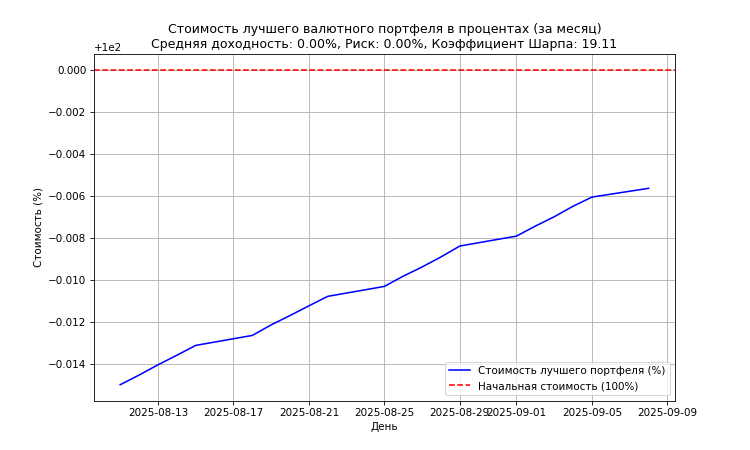 Стоимость лучшего валютного портфеля в процентах (за месяц)
Средняя доходность: 0.00%, Риск: 0.00%, Коэффициент Шарпа: 19.11
+1e2
0.000
−0.002
−0.004
−0.006
−0.008
−0.010
−0.012
−0.014
Стоимость (%)
Стоимость лучшего портфеля (%)
Начальная стоимость (100%)
2025-08-13 2025-08-17 2025-08-21 2025-08-25 2025-08-29 2025-09-01 2025-09-05 2025-09-09
День